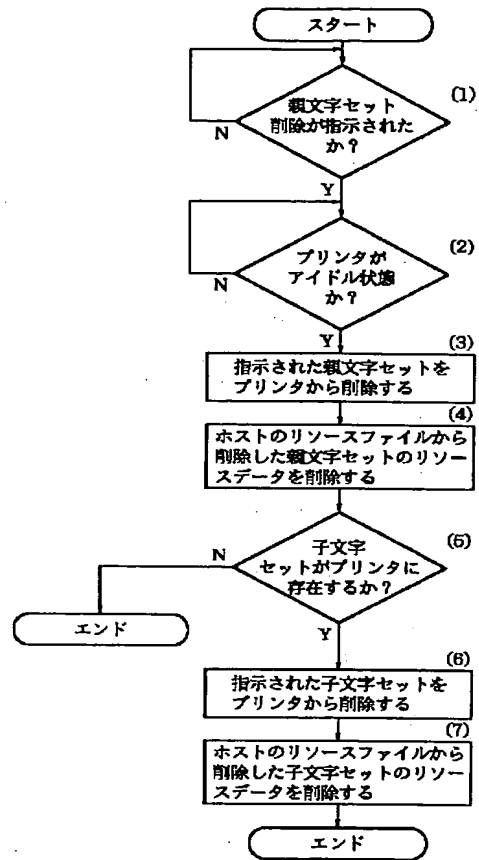 スタート
(1)
親文字セット
削除が指示された
か？
N
Y
(2)
プリンタが
アイドル状態
か？
N
Y
(3)
指示された親文字セットを
プリンタから削除する
(4)
ホストのリソースファイルから
削除した親文字セットのリソー
スデータを削除する
(5)
子文字
セットがプリンタに
存在するか？
N
エンド
Y
(6)
指示された子文字セットを
プリンタから削除する
(7)
ホストのリソースファイルから
削除した子文字セットのリソー
スデータを削除する
エンド